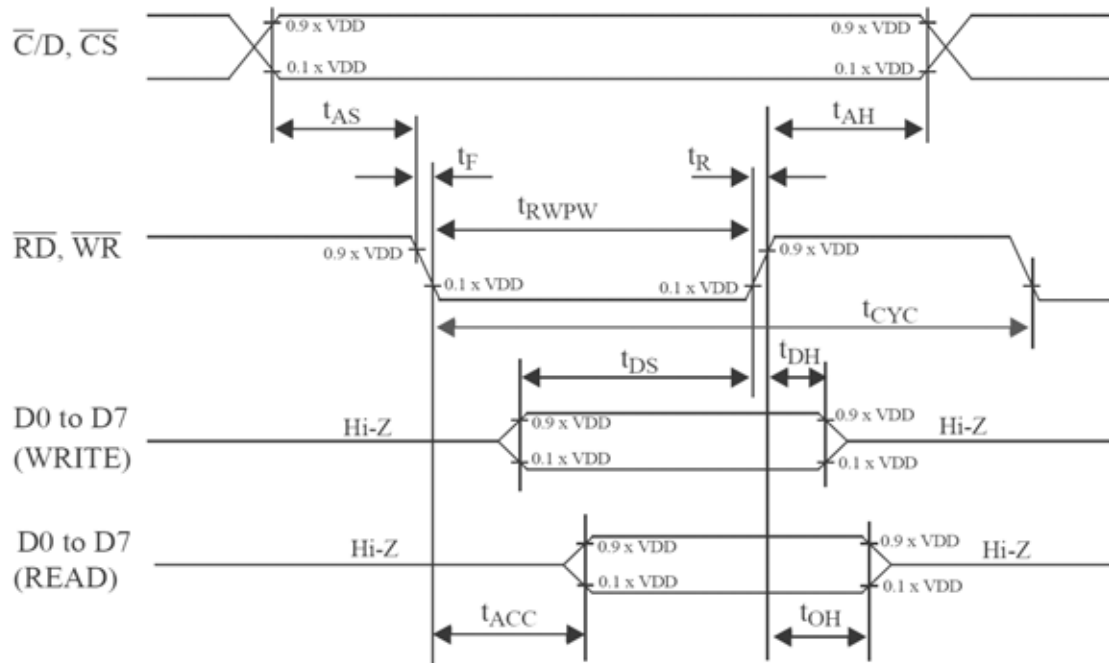 C̅/D, C̅S̅
0.9 x VDD 0.9 x VDD
0.1 x VDD 0.1 x VDD
tAS tAH
tF tR
tRWPW
R̅D̅, W̅R̅
0.9 x VDD 0.9 x VDD
0.1 x VDD 0.1 x VDD
tCYC
tDS tDH
D0 to D7
(WRITE)
Hi-Z 0.9 x VDD 0.9 x VDD Hi-Z
0.1 x VDD 0.1 x VDD
D0 to D7
(READ)
Hi-Z 0.9 x VDD 0.9 x VDD Hi-Z
0.1 x VDD 0.1 x VDD
tACC tOH